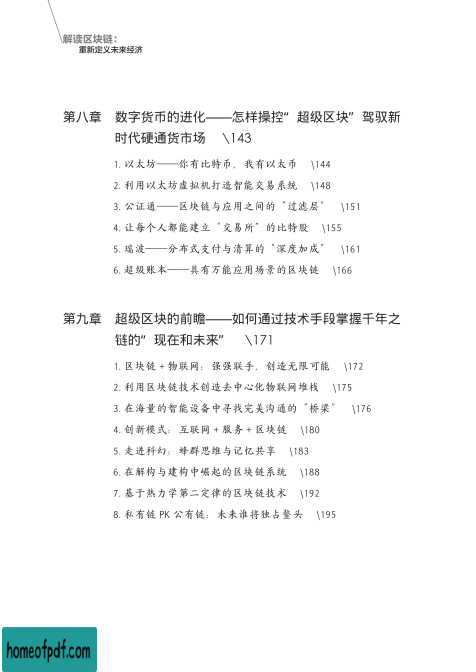 解读区块链：
重新定义未来经济
第八章 数字货币的进化——怎样操控“超级区块”驾驭新
时代硬通货市场 \143
1. 以太坊——你有比特币，我有以太币 \144
2. 利用以太坊虚拟机打造智能交易系统 \148
3. 公证通——区块链与应用之间的“过滤层” \151
4. 让每个人都能建立“交易所”的比特股 \155
5. 瑞波——分布式支付与清算的“深度加成” \161
6. 超级账本——具有万能应用场景的区块链 \166
第九章 超级区块的前瞻——如何通过技术手段掌握千年之
链的“现在和未来” \171
1. 区块链 + 物联网：强强联手，创造无限可能 \172
2. 利用区块链技术创造去中心化物联网堆栈 \175
3. 在海量的智能设备中寻找完美沟通的“桥梁” \176
4. 创新模式：互联网 + 服务 + 区块链 \180
5. 走进科幻：蜂群思维与记忆共享 \183
6. 在解构与建构中崛起的区块链系统 \188
7. 基于热力学第二定律的区块链技术 \192
8. 私有链 PK 公有链：未来谁将独占鳌头 \195
homeofpdf.com